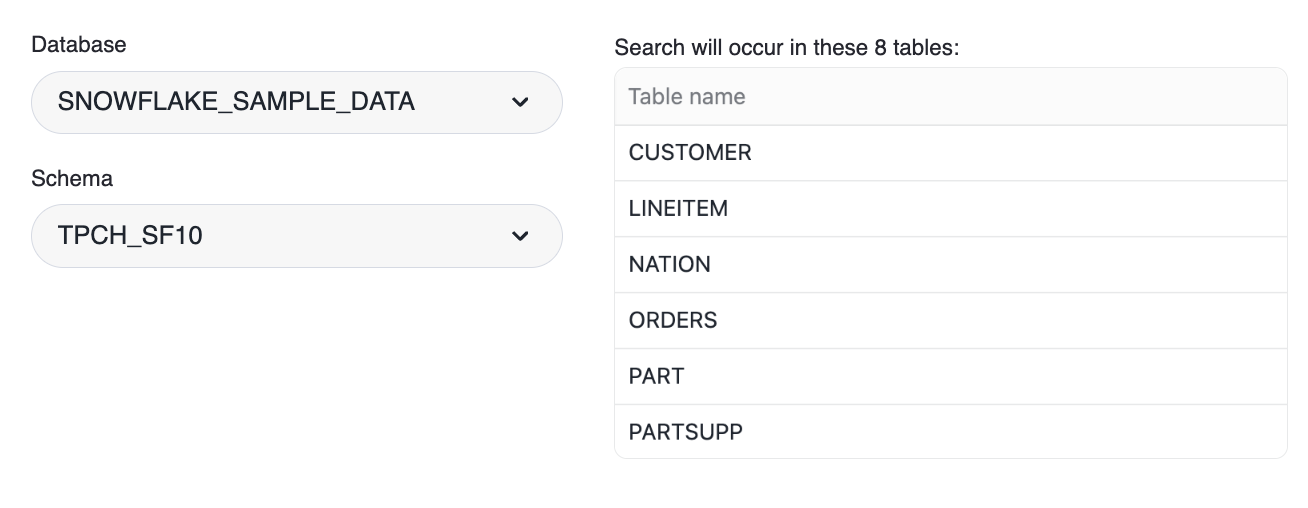 Database
SNOWFLAKE_SAMPLE_DATA
Schema
TPCH_SF10
Search will occur in these 8 tables:
Table name
CUSTOMER
LINEITEM
NATION
ORDERS
PART
PARTSUPP